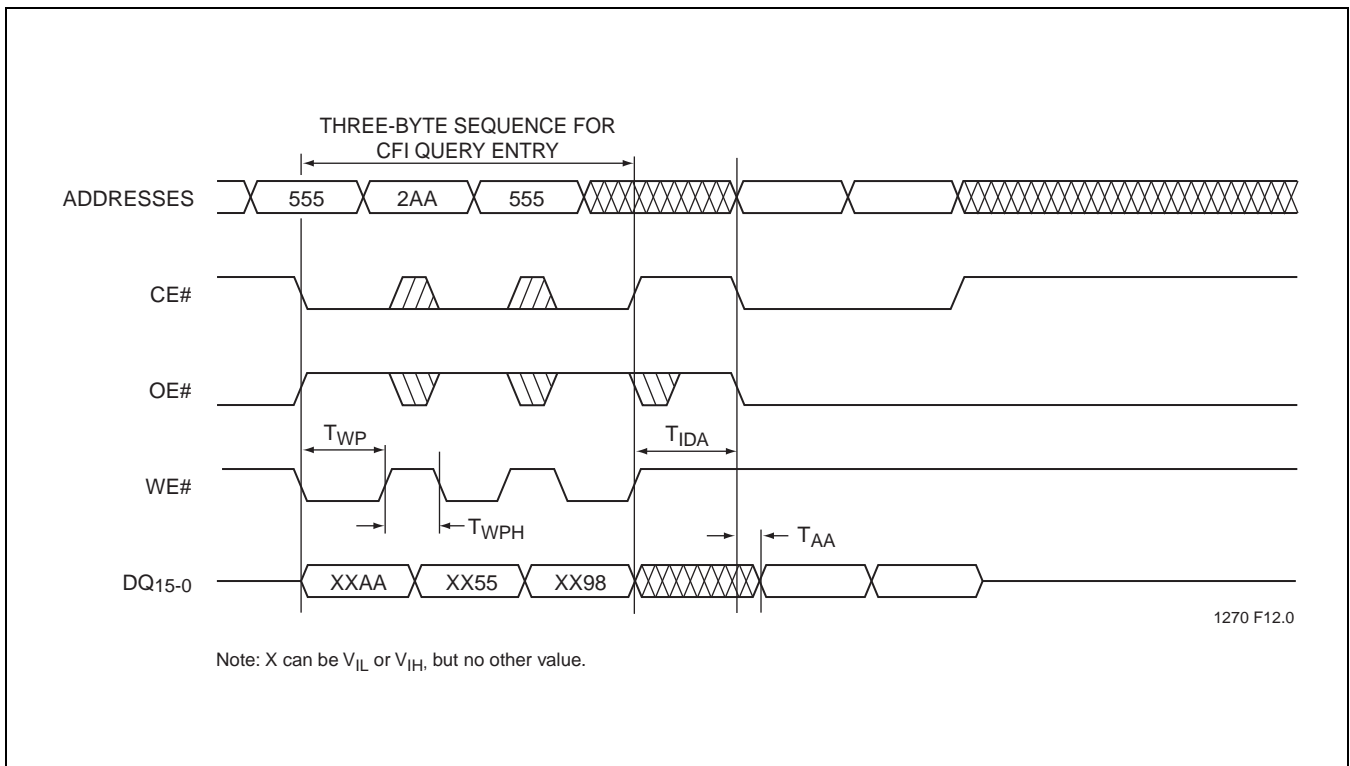 THREE-BYTE SEQUENCE FOR
CFI QUERY ENTRY
ADDRESSES
555
2AA
555
CE#
OE#
TWP
TIDA
WE#
TWPH
TAA
DQ15-0
XXAA
XX55
XX98
1270 F12.0
Note: X can be VIL or VIH, but no other value.